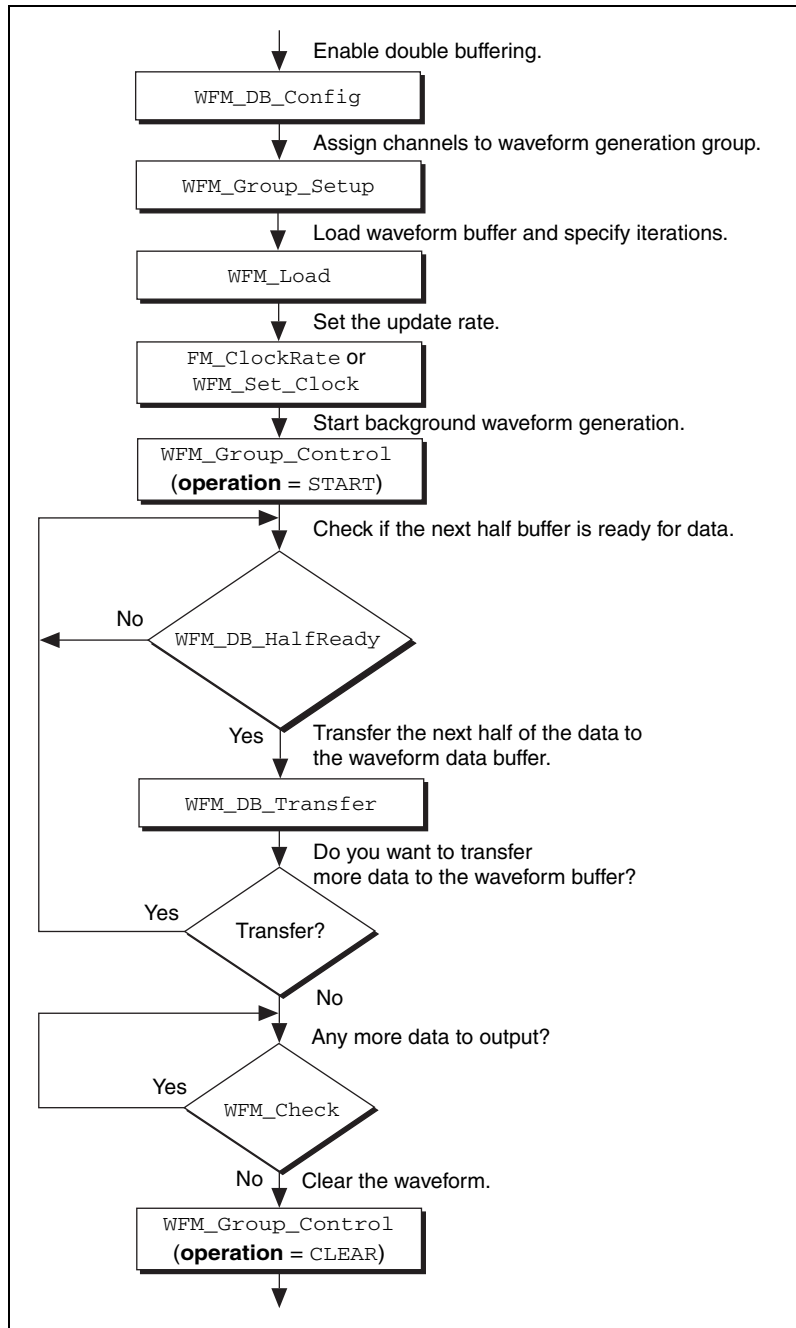 Enable double buffering.
WFM_DB_Config
Assign channels to waveform generation group.
WFM_Group_Setup
Load waveform buffer and specify iterations.
WFM_Load
Set the update rate.
FM_ClockRate or
WFM_Set_Clock
Start background waveform generation.
WFM_Group_Control
(operation = START)
Check if the next half buffer is ready for data.
No
WFM_DB_HalfReady
Yes
Transfer the next half of the data to
the waveform data buffer.
WFM_DB_Transfer
Do you want to transfer
more data to the waveform buffer?
Yes
Transfer?
No
Any more data to output?
Yes
WFM_Check
No
Clear the waveform.
WFM_Group_Control
(operation = CLEAR)